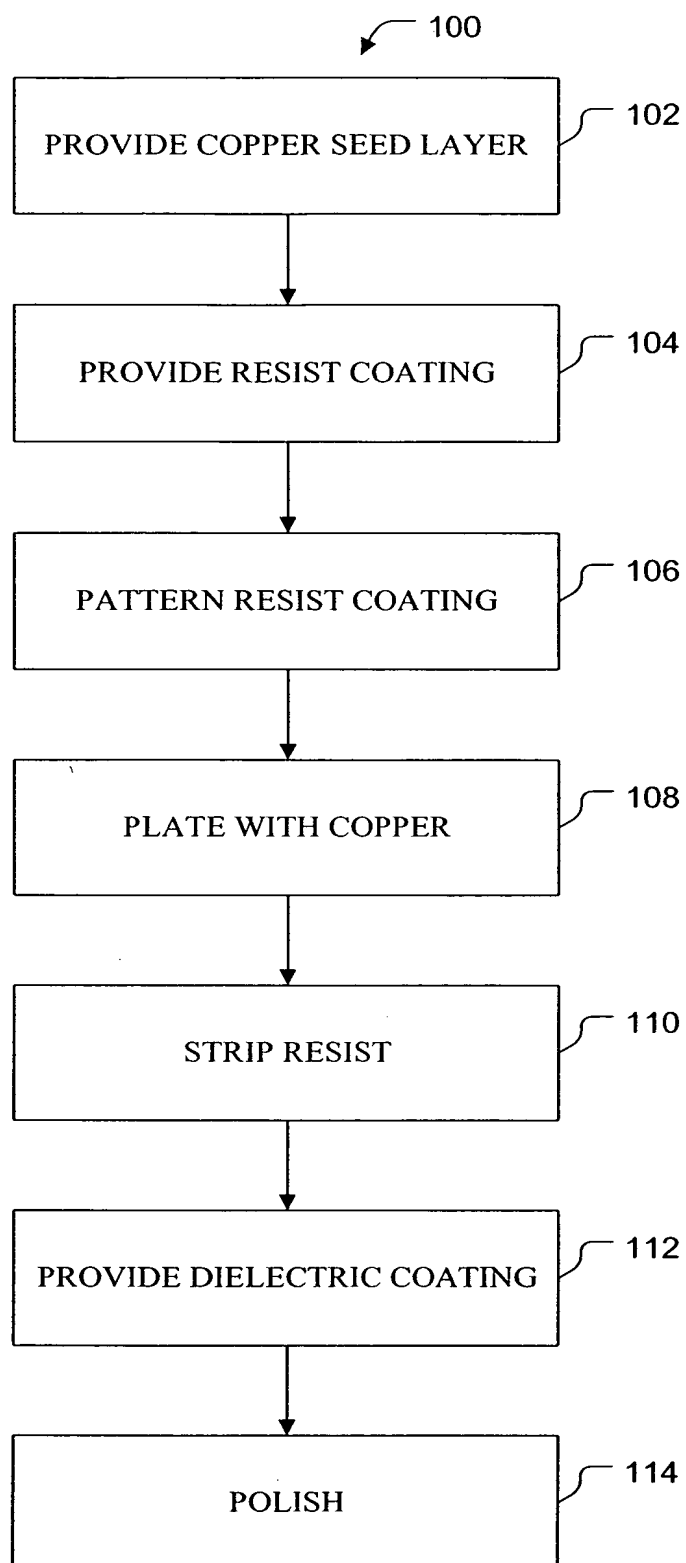 100
PROVIDE COPPER SEED LAYER
102
PROVIDE RESIST COATING
104
PATTERN RESIST COATING
106
PLATE WITH COPPER
108
STRIP RESIST
110
PROVIDE DIELECTRIC COATING
112
POLISH
114